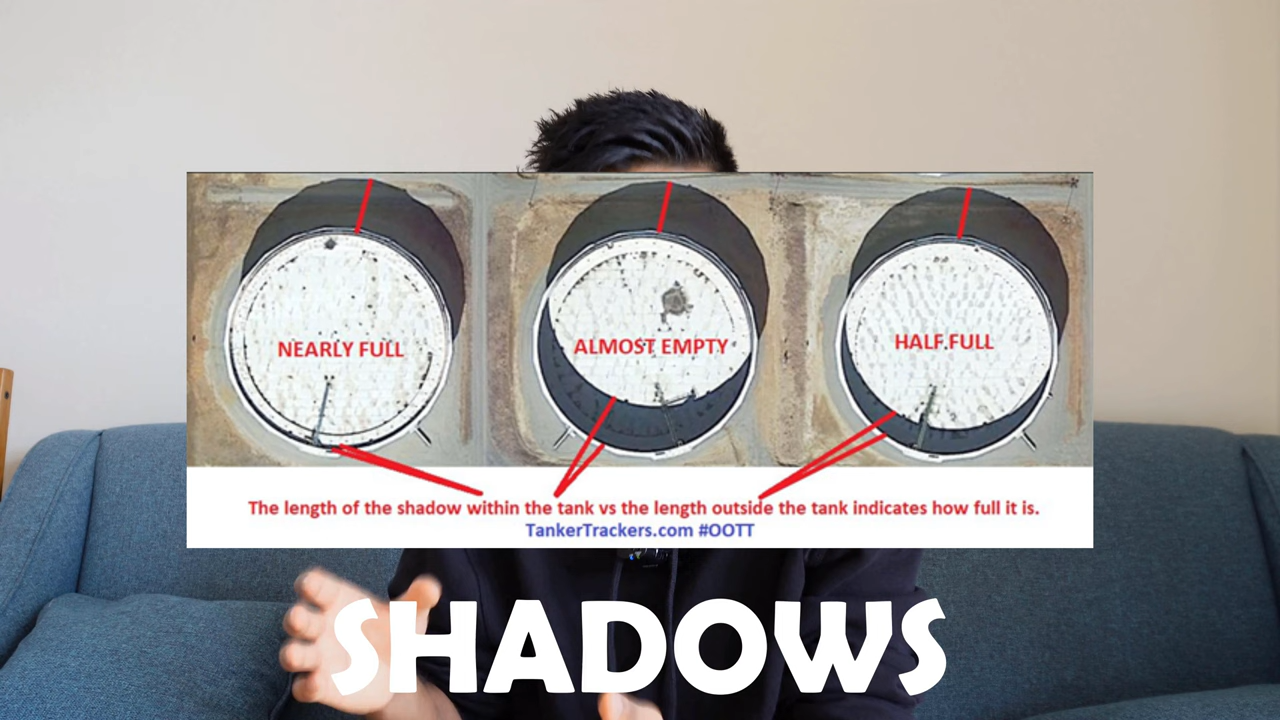 NEARLY FULL
ALMOST EMPTY
HALF FULL
The length of the shadow within the tank vs the length outside the tank indicates how full it is.
TankerTrackers.com #OOTT
SHADOWS